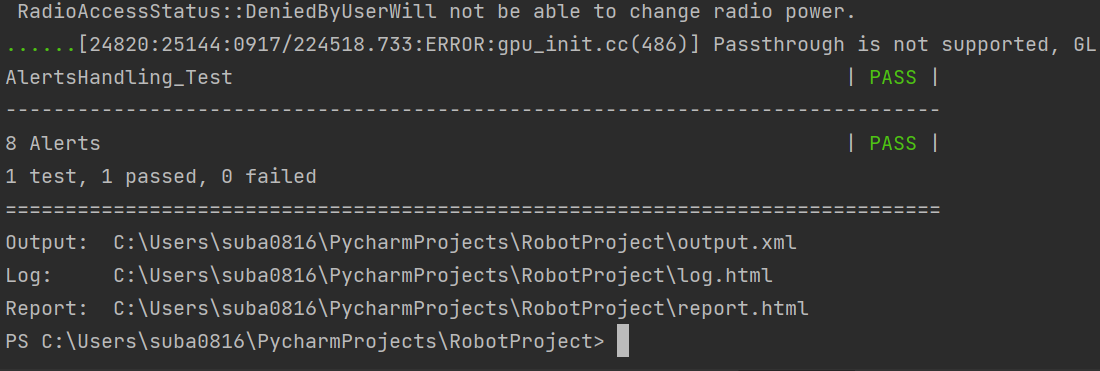 RadioAccessStatus::DeniedByUserWill not be able to change radio power.
......[24820:25144:0917/224518.733:ERROR:gpu_init.cc(486)] Passthrough is not supported, GL
AlertsHandling_Test | PASS |
------------------------------------------------------------------------------
8 Alerts | PASS |
1 test, 1 passed, 0 failed
==============================================================================
Output:  C:\Users\suba0816\PycharmProjects\RobotProject\output.xml
Log:     C:\Users\suba0816\PycharmProjects\RobotProject\log.html
Report:  C:\Users\suba0816\PycharmProjects\RobotProject\report.html
PS C:\Users\suba0816\PycharmProjects\RobotProject>